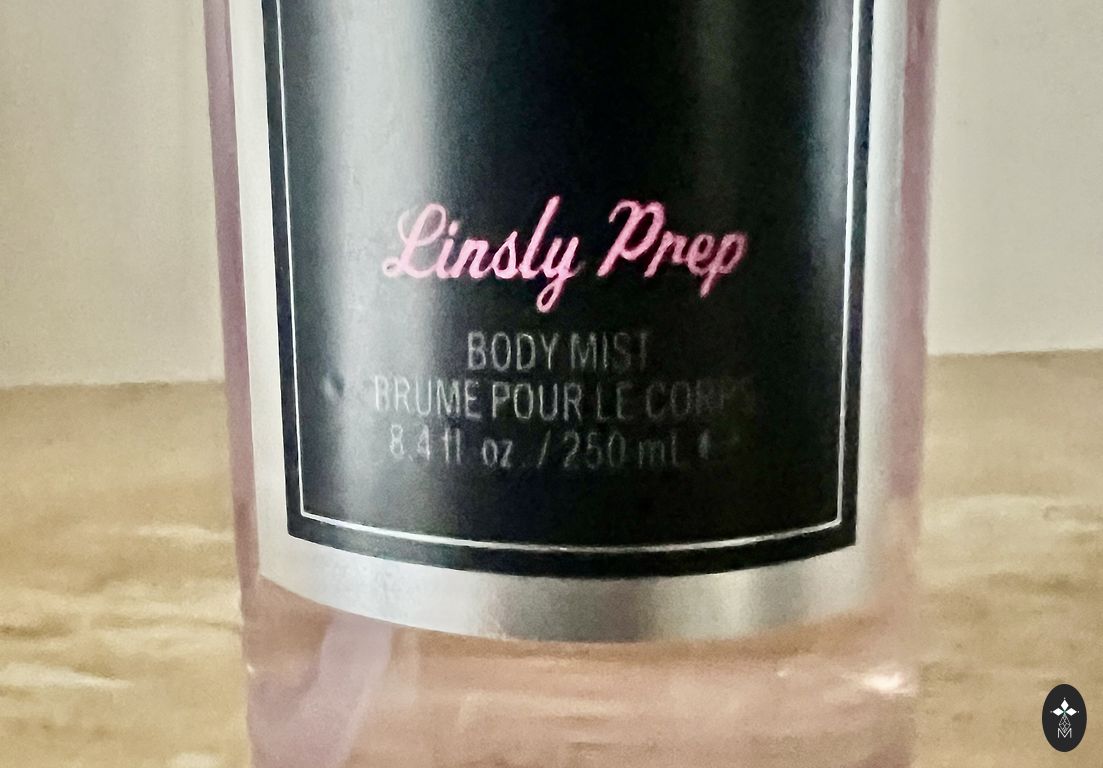 Linsly Prep
BODY MIST
BRUME POUR LE CORPS
8.4 fl oz. / 250 mL